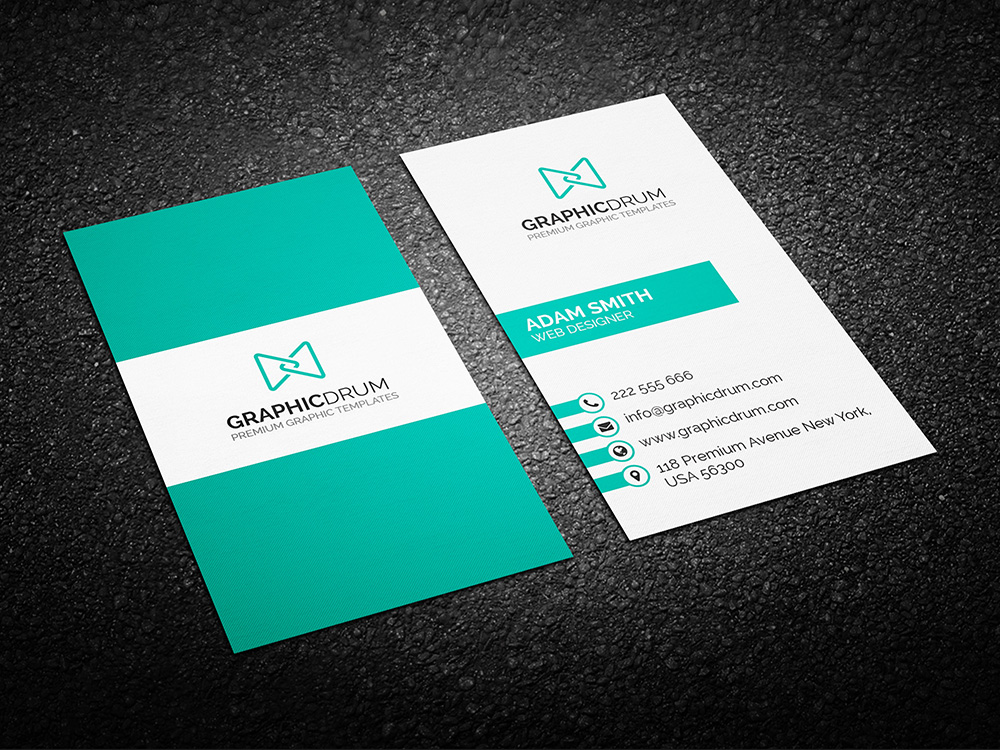 GRAPHICDRUM
PREMIUM GRAPHIC TEMPLATES
GRAPHICDRUM
PREMIUM GRAPHIC TEMPLATES
ADAM SMITH
WEB DESIGNER
222 555 666
info@graphicdrum.com
www.graphicdrum.com
118 Premium Avenue New York,
USA 56300